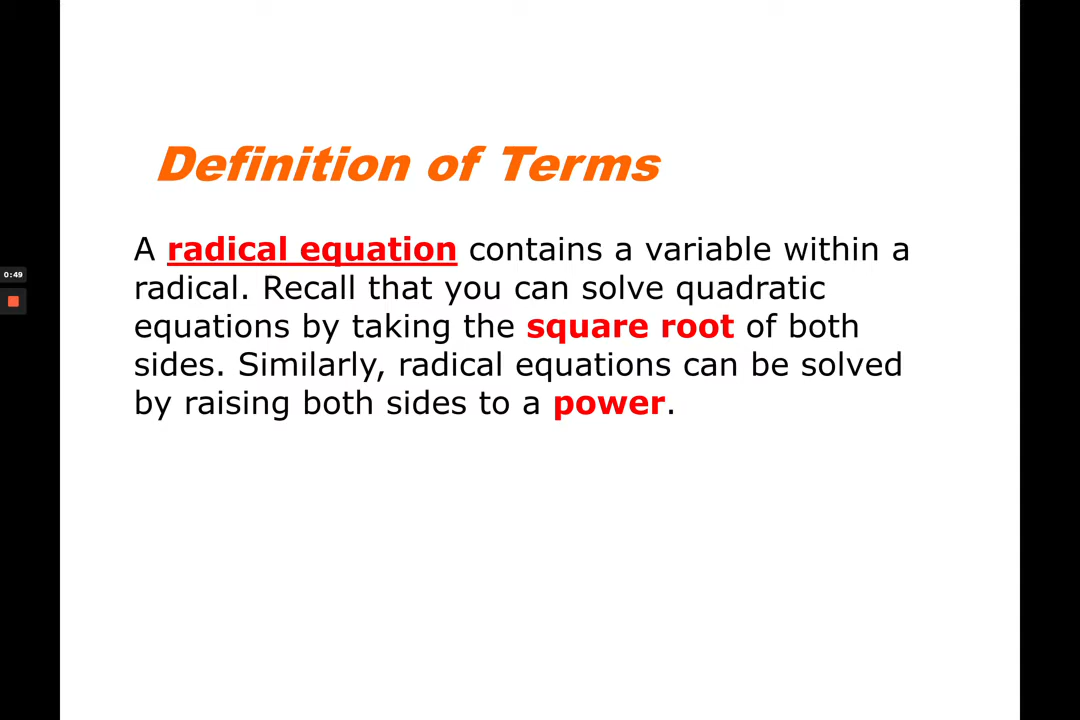 Definition of Terms
A radical equation contains a variable within a
radical. Recall that you can solve quadratic
equations by taking the square root of both
sides. Similarly, radical equations can be solved
by raising both sides to a power.
0:49